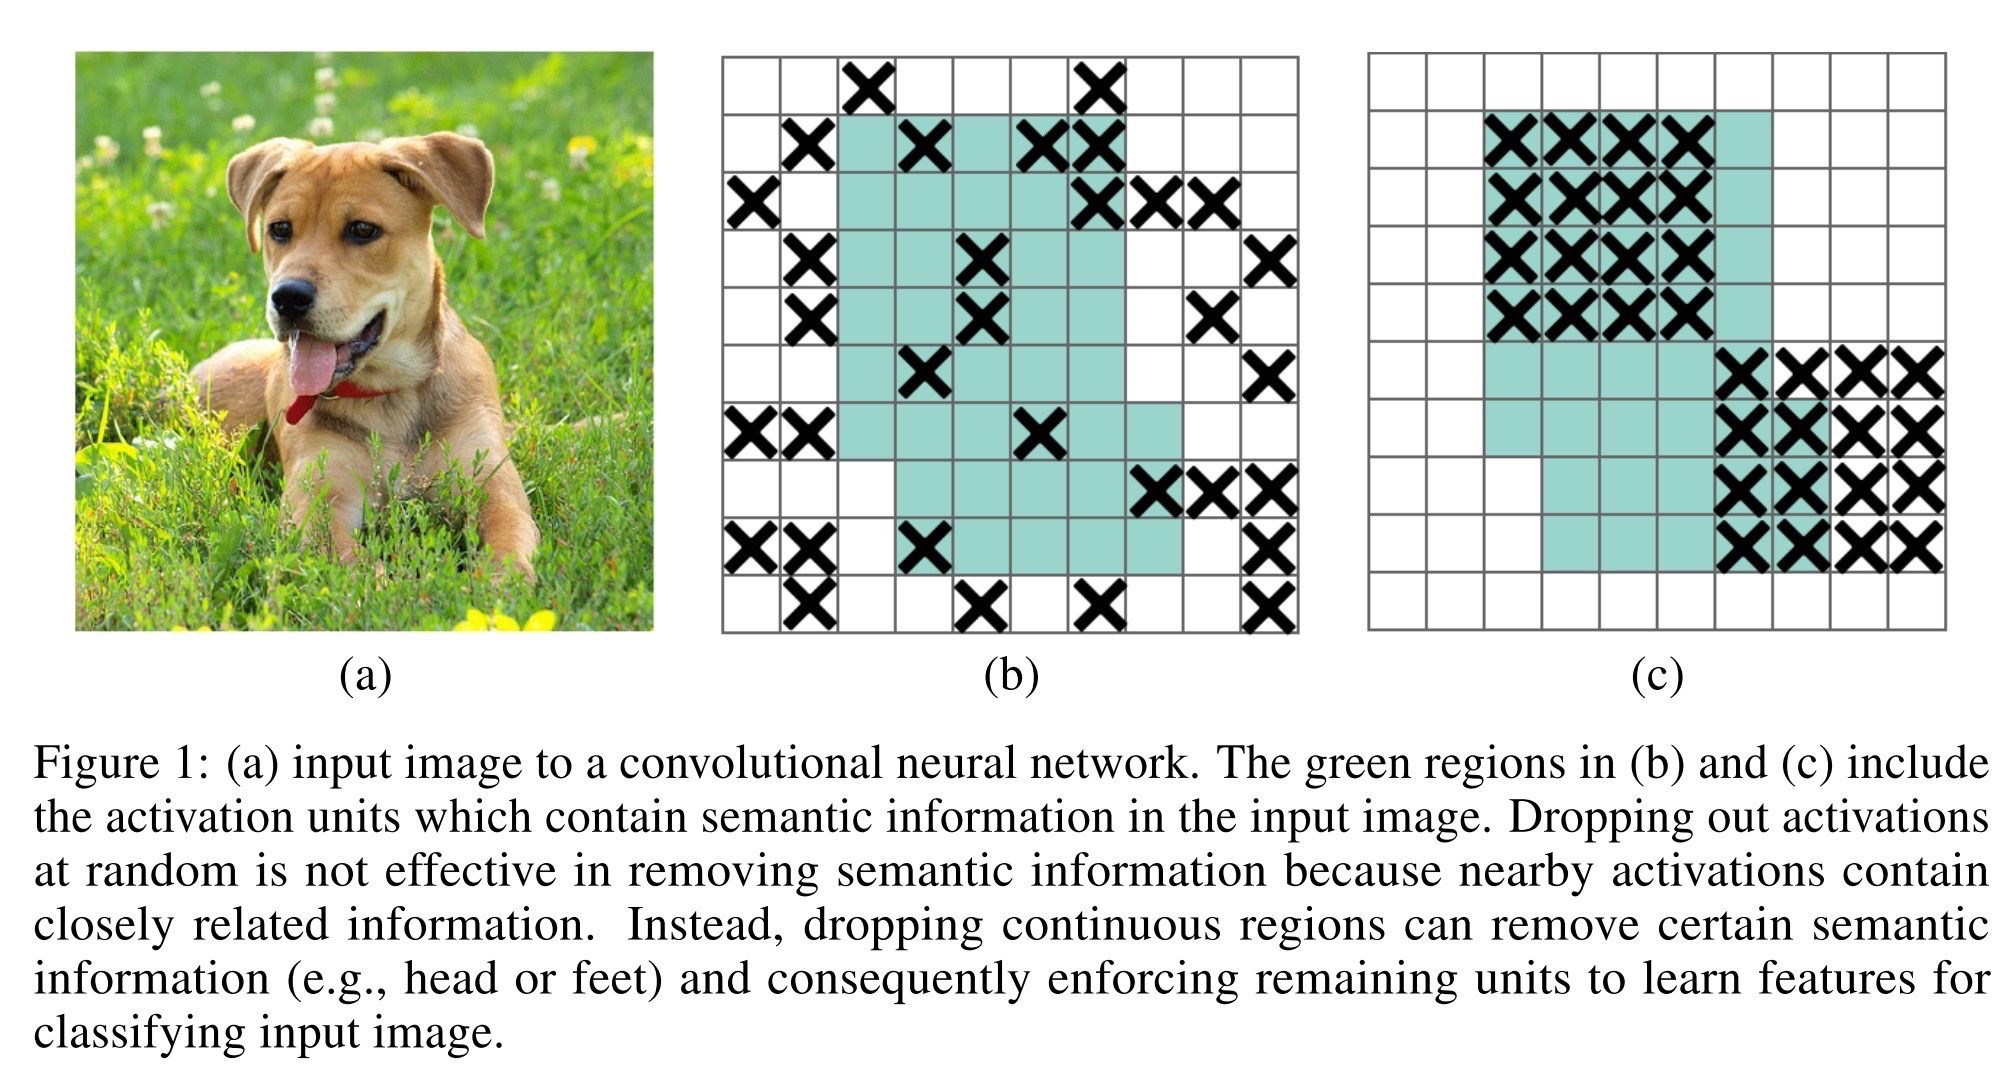 (a)
(b)
(c)
Figure 1: (a) input image to a convolutional neural network. The green regions in (b) and (c) include
the activation units which contain semantic information in the input image. Dropping out activations
at random is not effective in removing semantic information because nearby activations contain
closely related information. Instead, dropping continuous regions can remove certain semantic
information (e.g., head or feet) and consequently enforcing remaining units to learn features for
classifying input image.